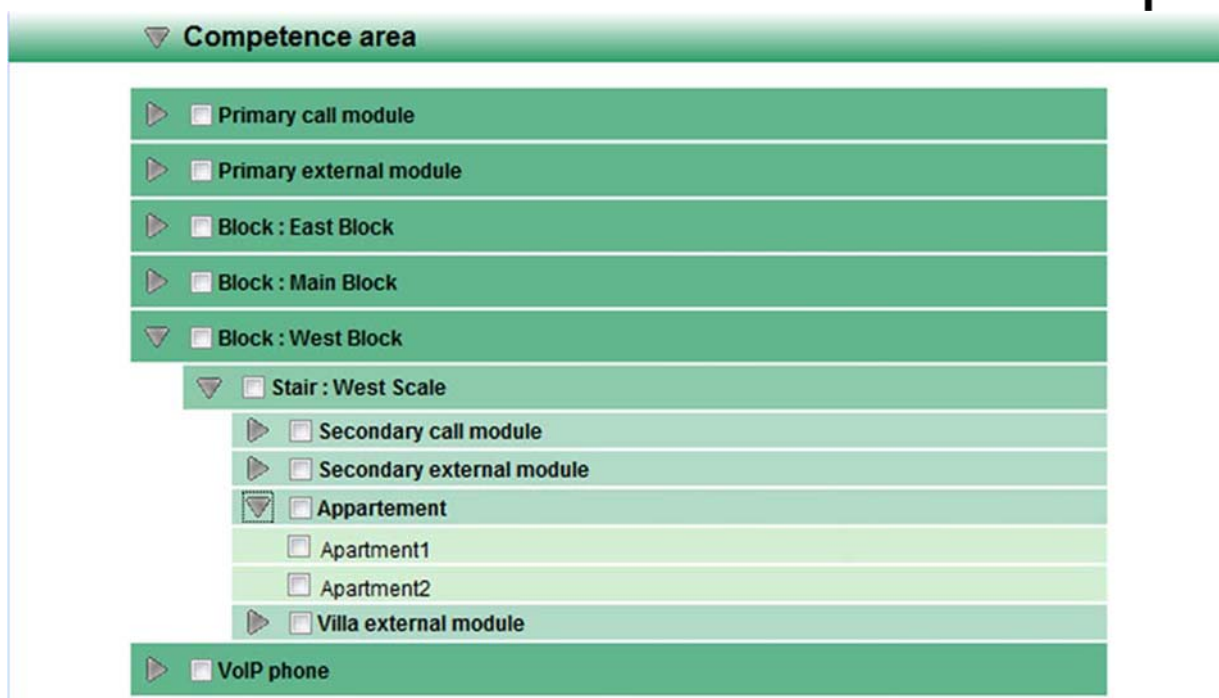 Competence area
Primary call module
Primary external module
Block : East Block
Block : Main Block
Block : West Block
Stair : West Scale
Secondary call module
Secondary external module
Appartement
Apartment1
Apartment2
Villa external module
VoIP phone